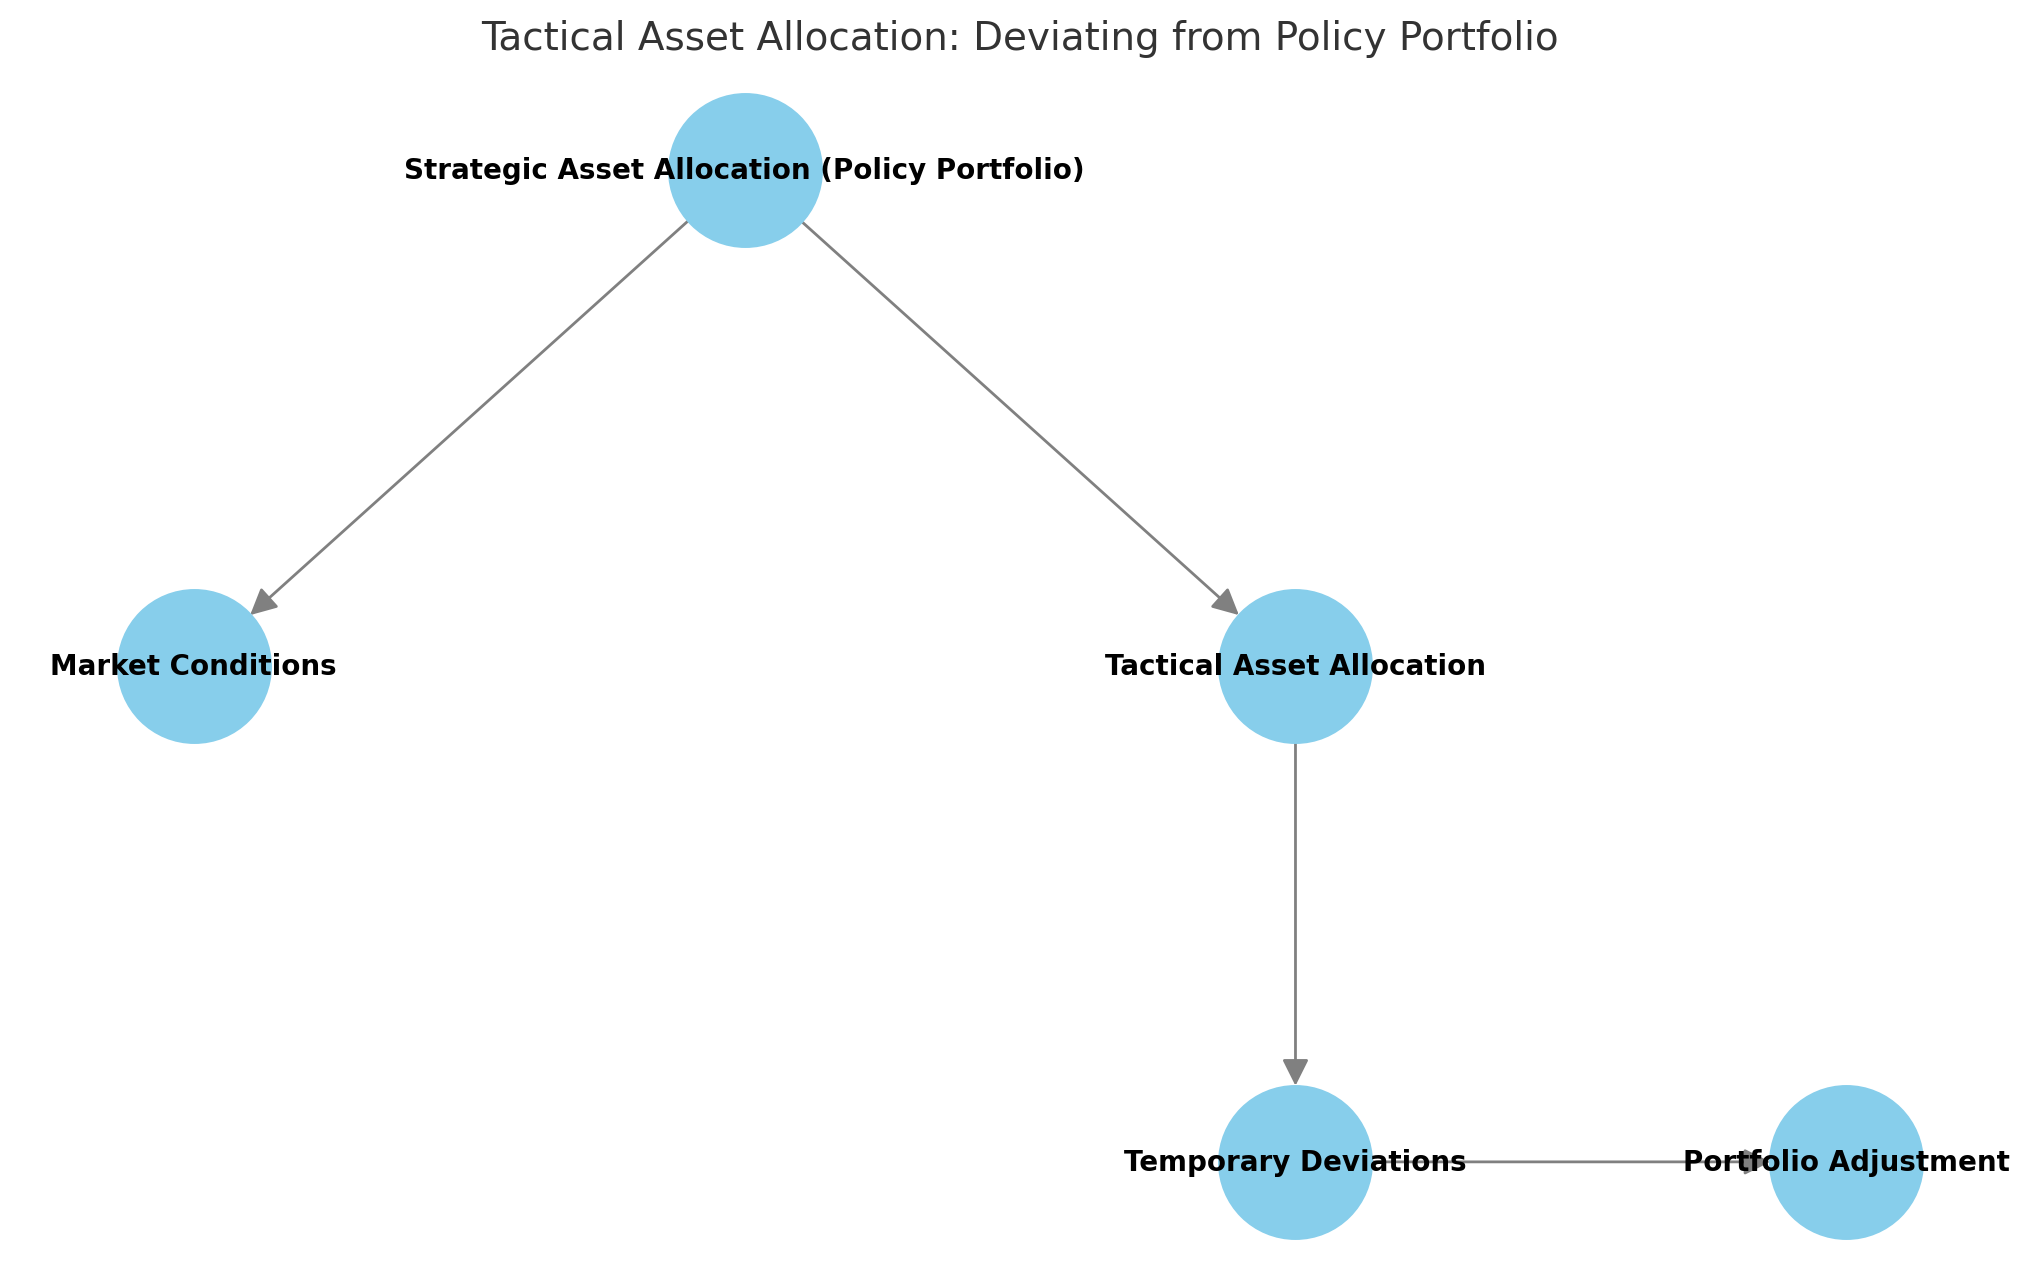 Tactical Asset Allocation: Deviating from Policy Portfolio
Strategic Asset Allocation (Policy Portfolio)
Market Conditions
Tactical Asset Allocation
Temporary Deviations
Portfolio Adjustment